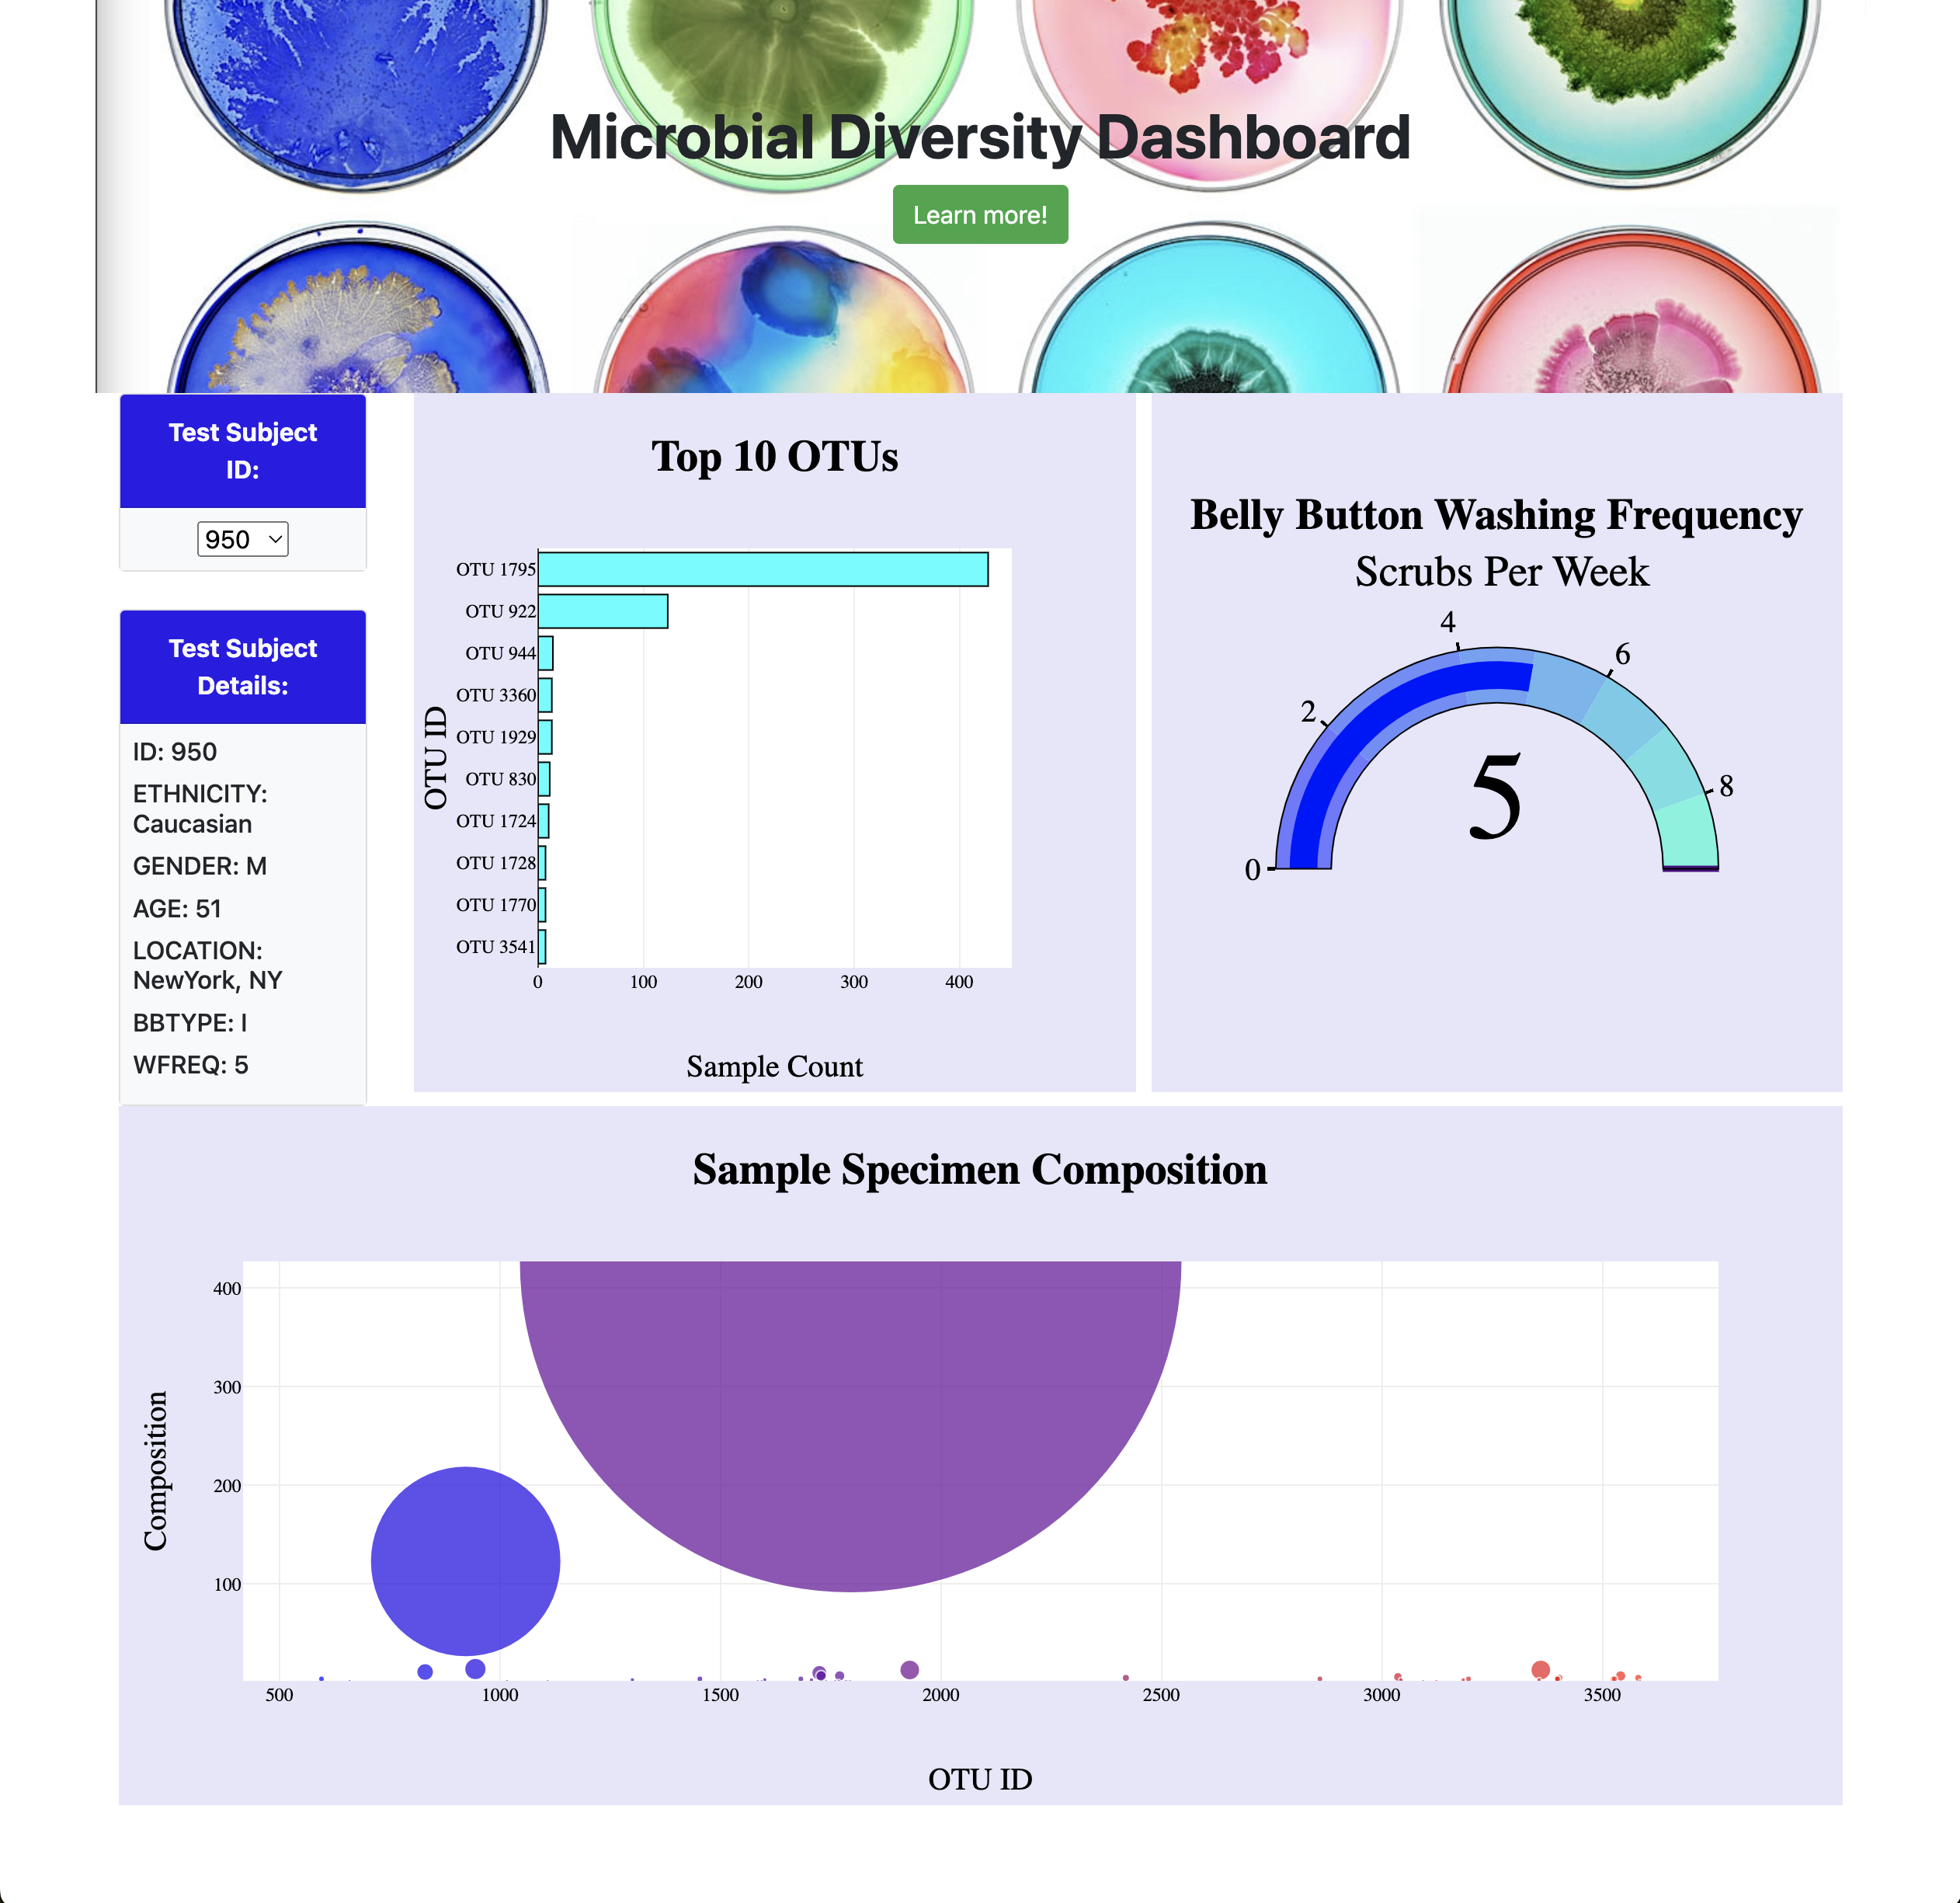 Microbial Diversity Dashboard
Learn more!
Test Subject
ID:
950
Test Subject
Details:
ID: 950
ETHNICITY:
Caucasian
GENDER: M
AGE: 51
LOCATION:
NewYork, NY
BBTYPE: I
WFREQ: 5
Top 10 OTUs
OTU ID
OTU 1795
OTU 922
OTU 944
OTU 3360
OTU 1929
OTU 830
OTU 1724
OTU 1728
OTU 1770
OTU 3541
0 100 200 300 400
Sample Count
Belly Button Washing Frequency
Scrubs Per Week
0
2
4
6
8
5
Sample Specimen Composition
Composition
400
300
200
100
500 1000 1500 2000 2500 3000 3500
OTU ID